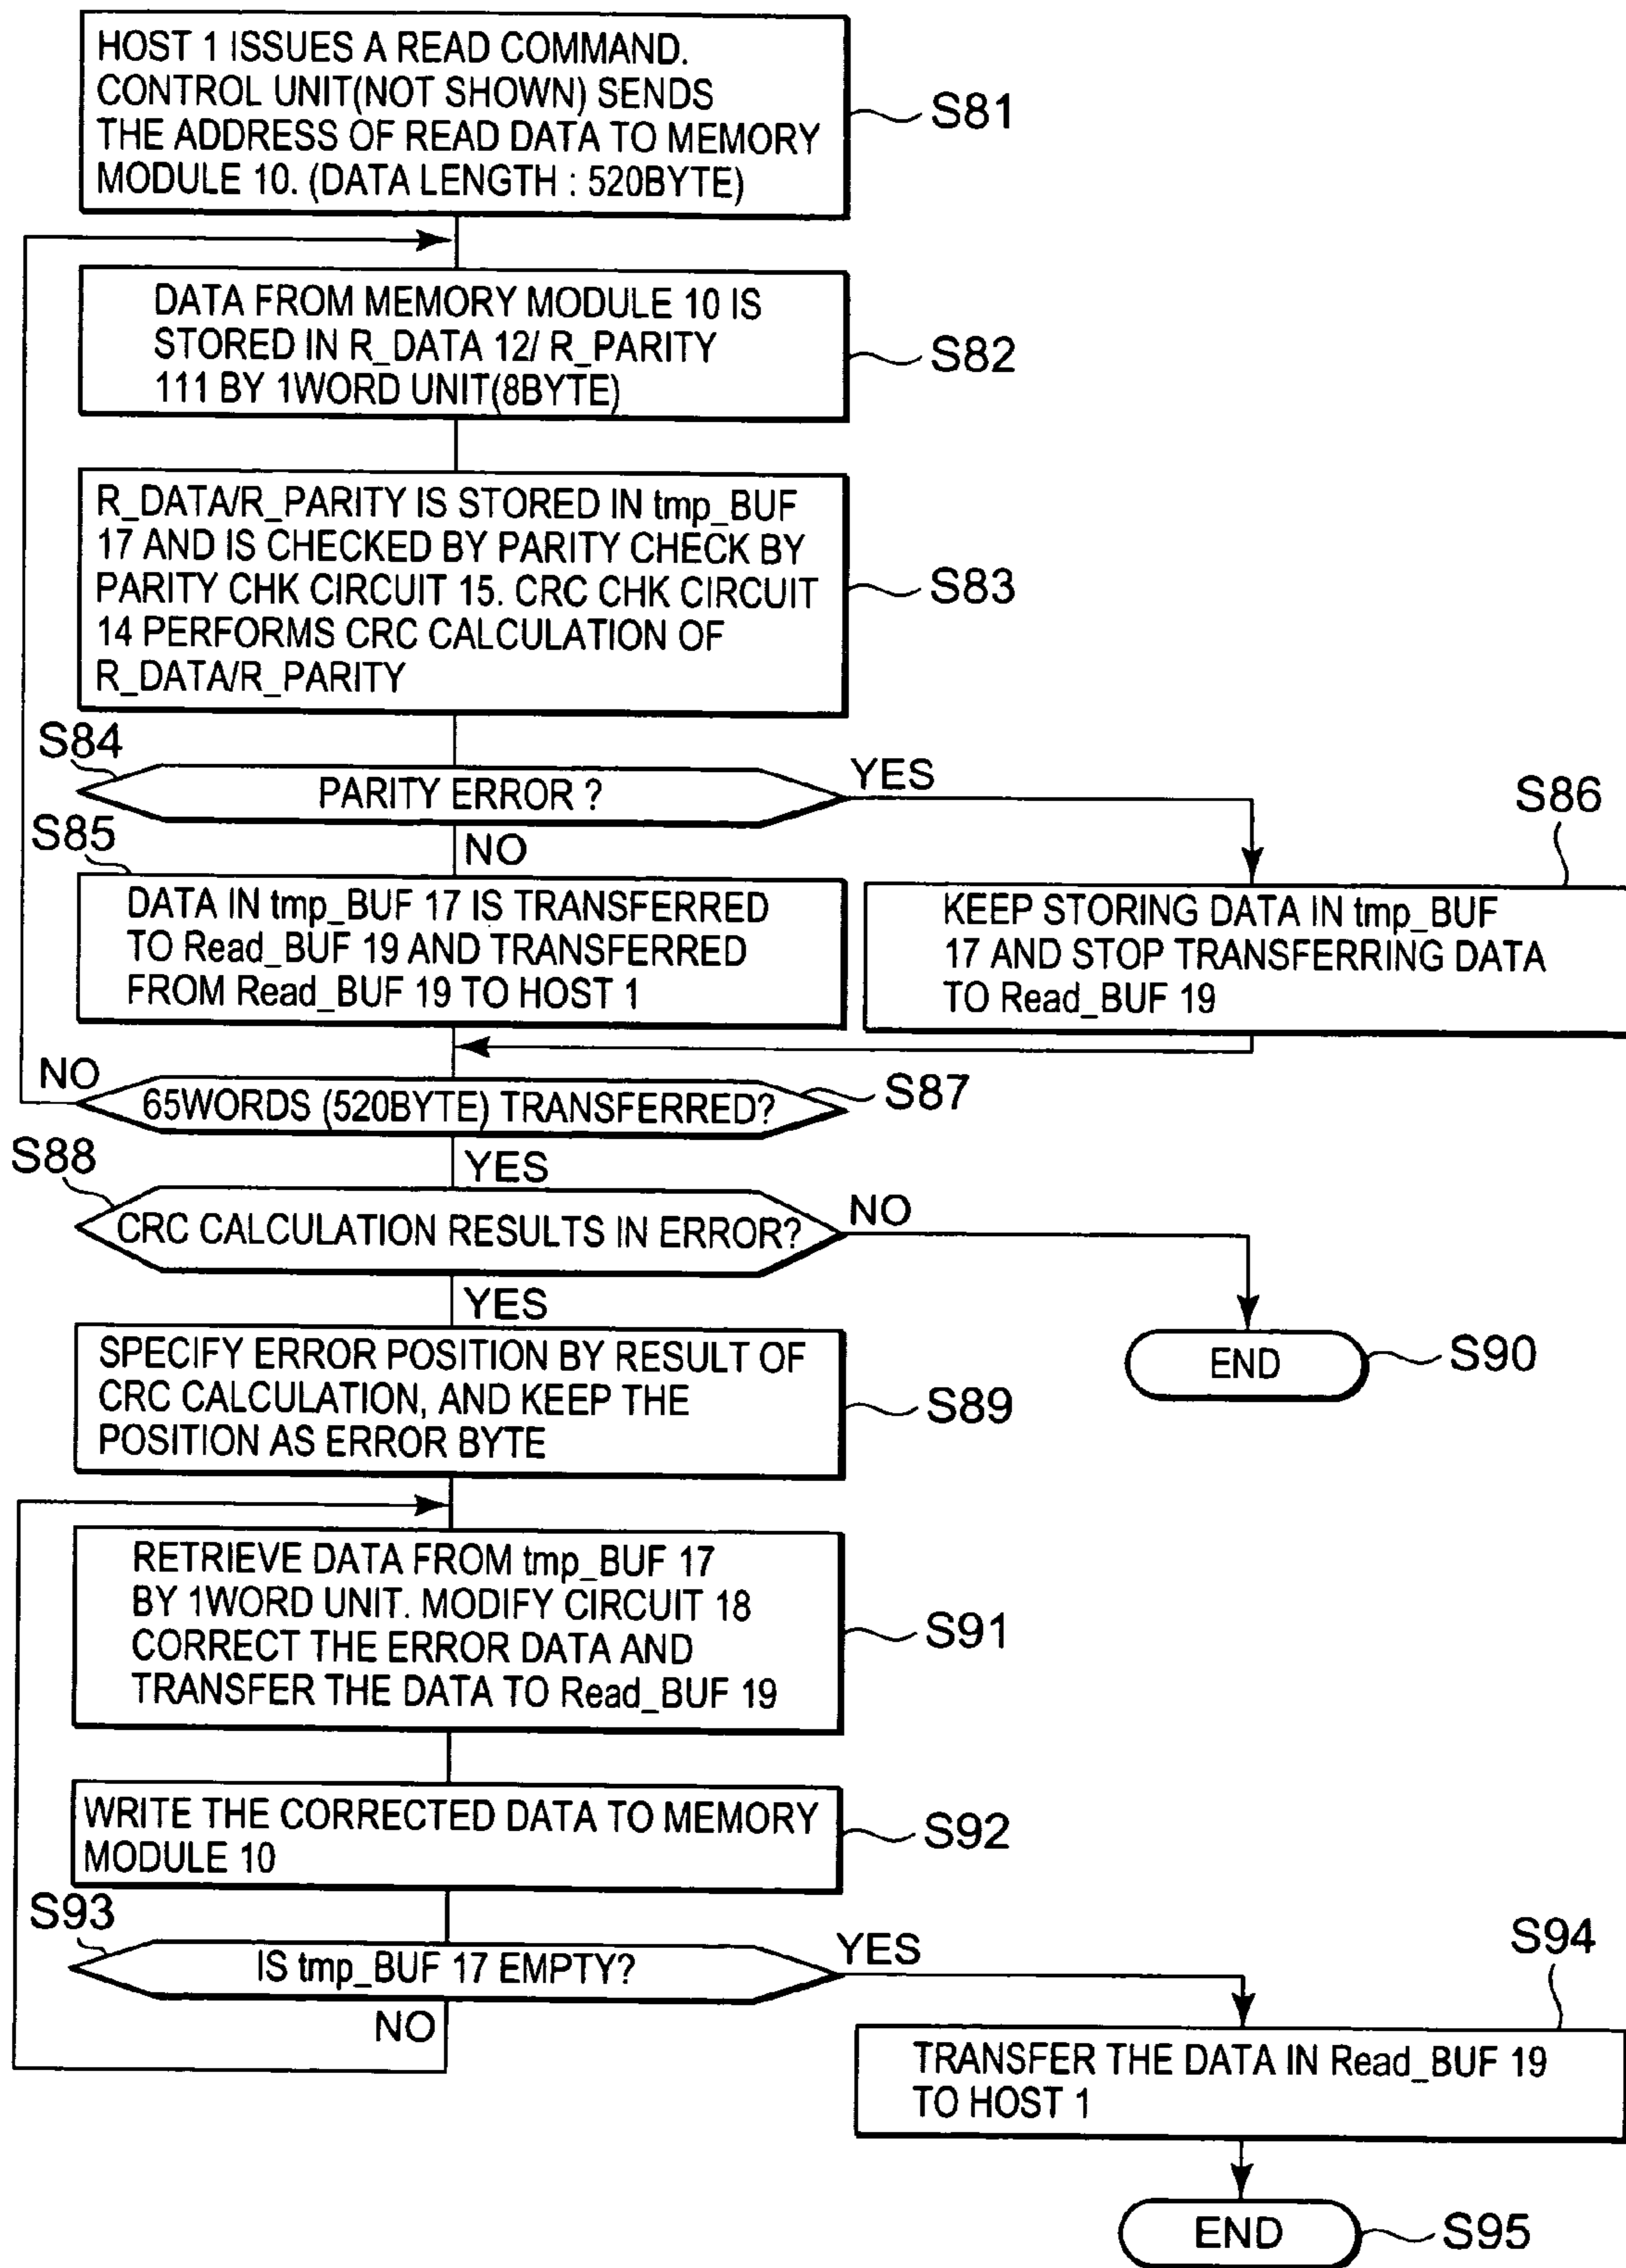 HOST 1 ISSUES A READ COMMAND.
CONTROL UNIT(NOT SHOWN) SENDS
THE ADDRESS OF READ DATA TO MEMORY
MODULE 10. (DATA LENGTH : 520BYTE)
S81
DATA FROM MEMORY MODULE 10 IS
STORED IN R_DATA 12/ R_PARITY
111 BY 1WORD UNIT(8BYTE)
S82
R_DATA/R_PARITY IS STORED IN tmp_BUF
17 AND IS CHECKED BY PARITY CHECK BY
PARITY CHK CIRCUIT 15. CRC CHK CIRCUIT
14 PERFORMS CRC CALCULATION OF
R_DATA/R_PARITY
S83
S84
PARITY ERROR ?
YES
NO
S85
DATA IN tmp_BUF 17 IS TRANSFERRED
TO Read_BUF 19 AND TRANSFERRED
FROM Read_BUF 19 TO HOST 1
S86
KEEP STORING DATA IN tmp_BUF
17 AND STOP TRANSFERRING DATA
TO Read_BUF 19
NO
65WORDS (520BYTE) TRANSFERRED?
S87
YES
S88
CRC CALCULATION RESULTS IN ERROR?
NO
YES
END
S90
SPECIFY ERROR POSITION BY RESULT OF
CRC CALCULATION, AND KEEP THE
POSITION AS ERROR BYTE
S89
RETRIEVE DATA FROM tmp_BUF 17
BY 1WORD UNIT. MODIFY CIRCUIT 18
CORRECT THE ERROR DATA AND
TRANSFER THE DATA TO Read_BUF 19
S91
WRITE THE CORRECTED DATA TO MEMORY
MODULE 10
S92
S93
IS tmp_BUF 17 EMPTY?
YES
NO
S94
TRANSFER THE DATA IN Read_BUF 19
TO HOST 1
END
S95